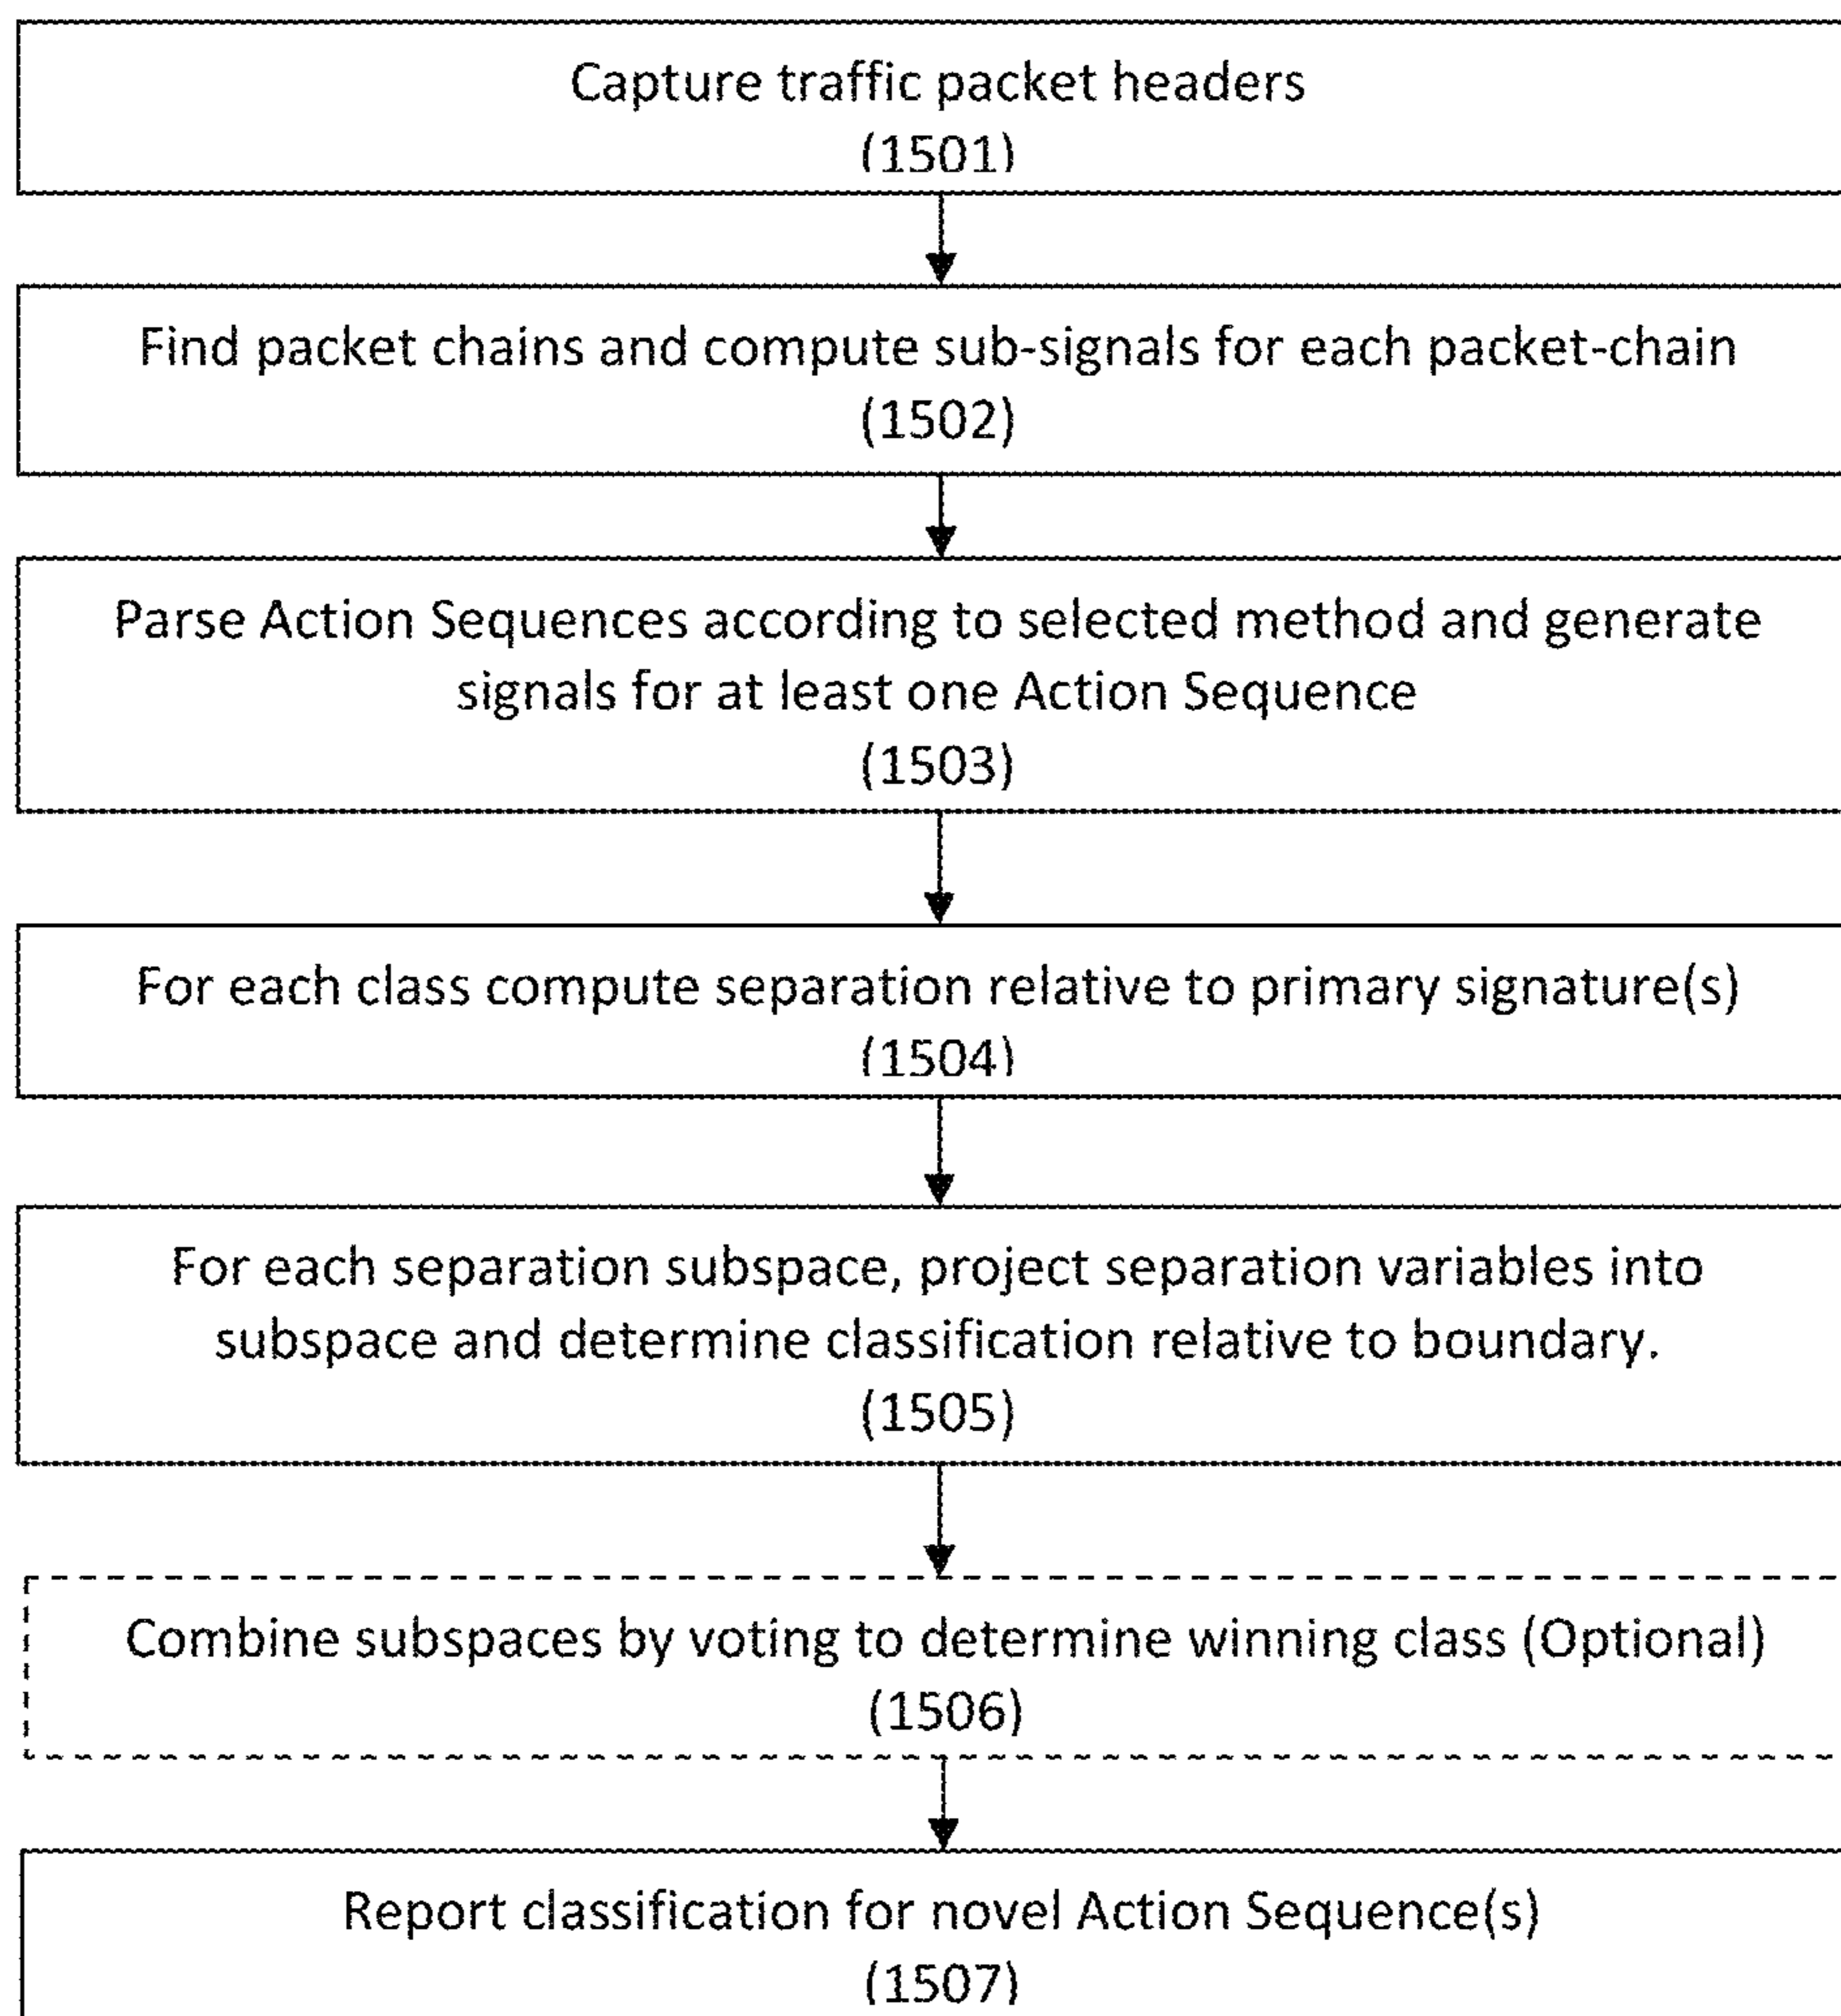 Capture traffic packet headers
(1501)
Find packet chains and compute sub-signals for each packet-chain
(1502)
Parse Action Sequences according to selected method and generate
signals for at least one Action Sequence
(1503)
For each class compute separation relative to primary signature(s)
(1504)
For each separation subspace, project separation variables into
subspace and determine classification relative to boundary.
(1505)
Combine subspaces by voting to determine winning class (Optional)
(1506)
Report classification for novel Action Sequence(s)
(1507)